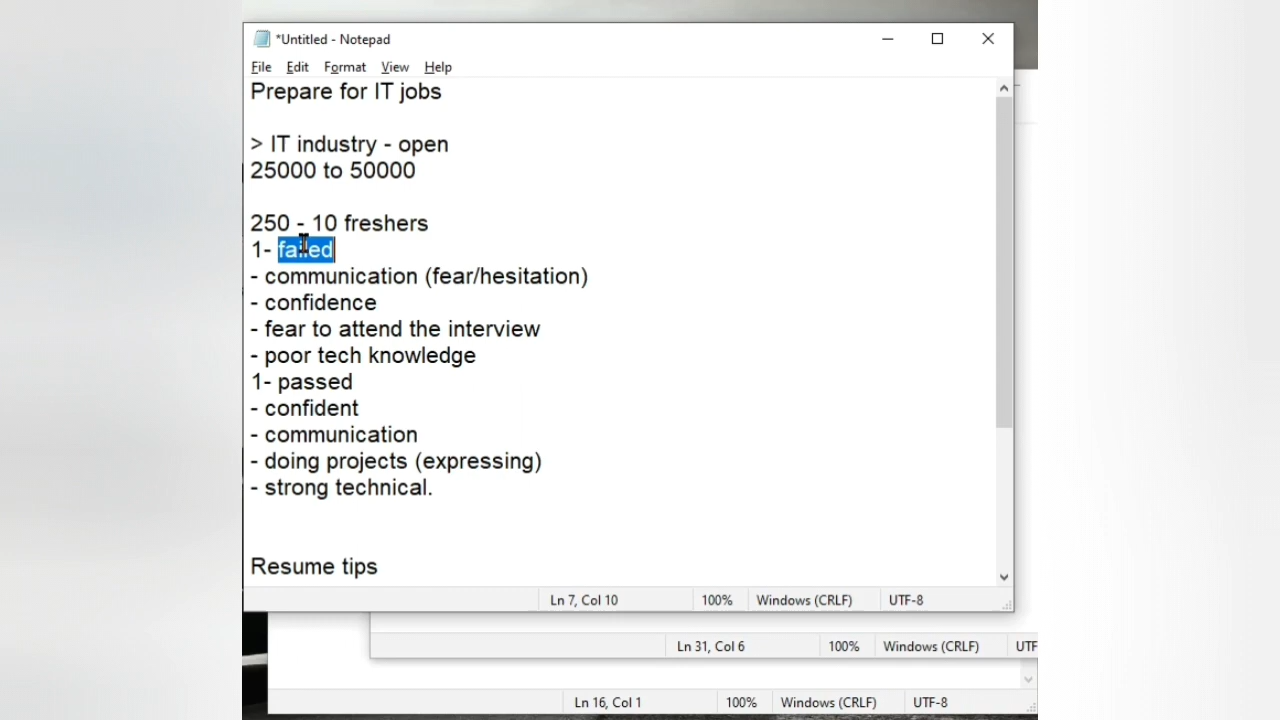 *Untitled - Notepad
File Edit Format View Help
Prepare for IT jobs
> IT industry - open
25000 to 50000
250 - 10 freshers
1- failed
- communication (fear/hesitation)
- confidence
- fear to attend the interview
- poor tech knowledge
1- passed
- confident
- communication
- doing projects (expressing)
- strong technical.
Resume tips
Ln 7, Col 10 100% Windows (CRLF) UTF-8
Ln 31, Col 6 100% Windows (CRLF) UTF
Ln 16, Col 1 100% Windows (CRLF) UTF-8